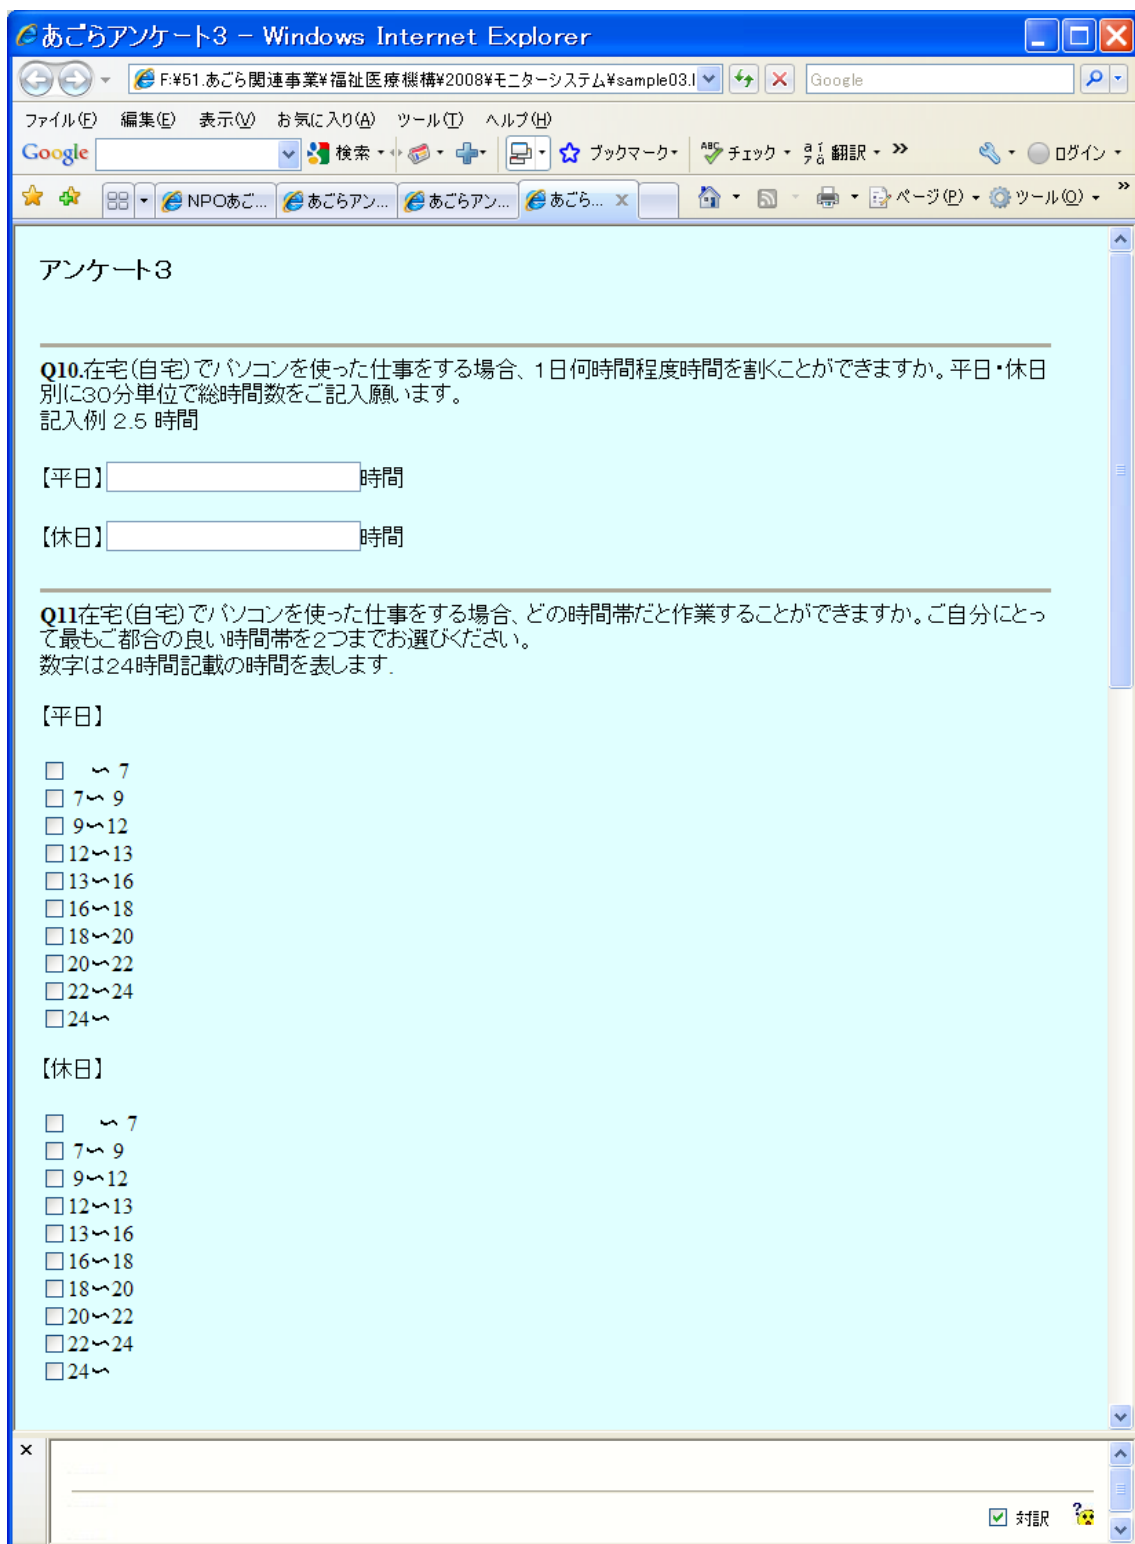 あごらアンケート3 - Windows Internet Explorer
F:¥51.あごら関連事業¥福祉医療機構¥2008¥モニターシステム¥sample03.l
Google
ファイル(F) 編集(E) 表示(V) お気に入り(A) ツール(T) ヘルプ(H)
Google 検索 ブックマーク チェック 翻訳 ログイン
NPOあご... あごらアン... あごらアン... あごら... ページ(P) ツール(O)
アンケート3
Q10.在宅(自宅)でパソコンを使った仕事をする場合、1日何時間程度時間を割くことができますか。平日・休日
別に30分単位で総時間数をご記入願います。
記入例 2.5 時間
【平日】 時間
【休日】 時間
Q11在宅(自宅)でパソコンを使った仕事をする場合、どの時間帯だと作業することができますか。ご自分にとっ
て最もご都合の良い時間帯を2つまでお選びください。
数字は24時間記載の時間を表します.
【平日】
〜 7
7〜 9
9〜12
12〜13
13〜16
16〜18
18〜20
20〜22
22〜24
24〜
【休日】
〜 7
7〜 9
9〜12
12〜13
13〜16
16〜18
18〜20
20〜22
22〜24
24〜
対訳